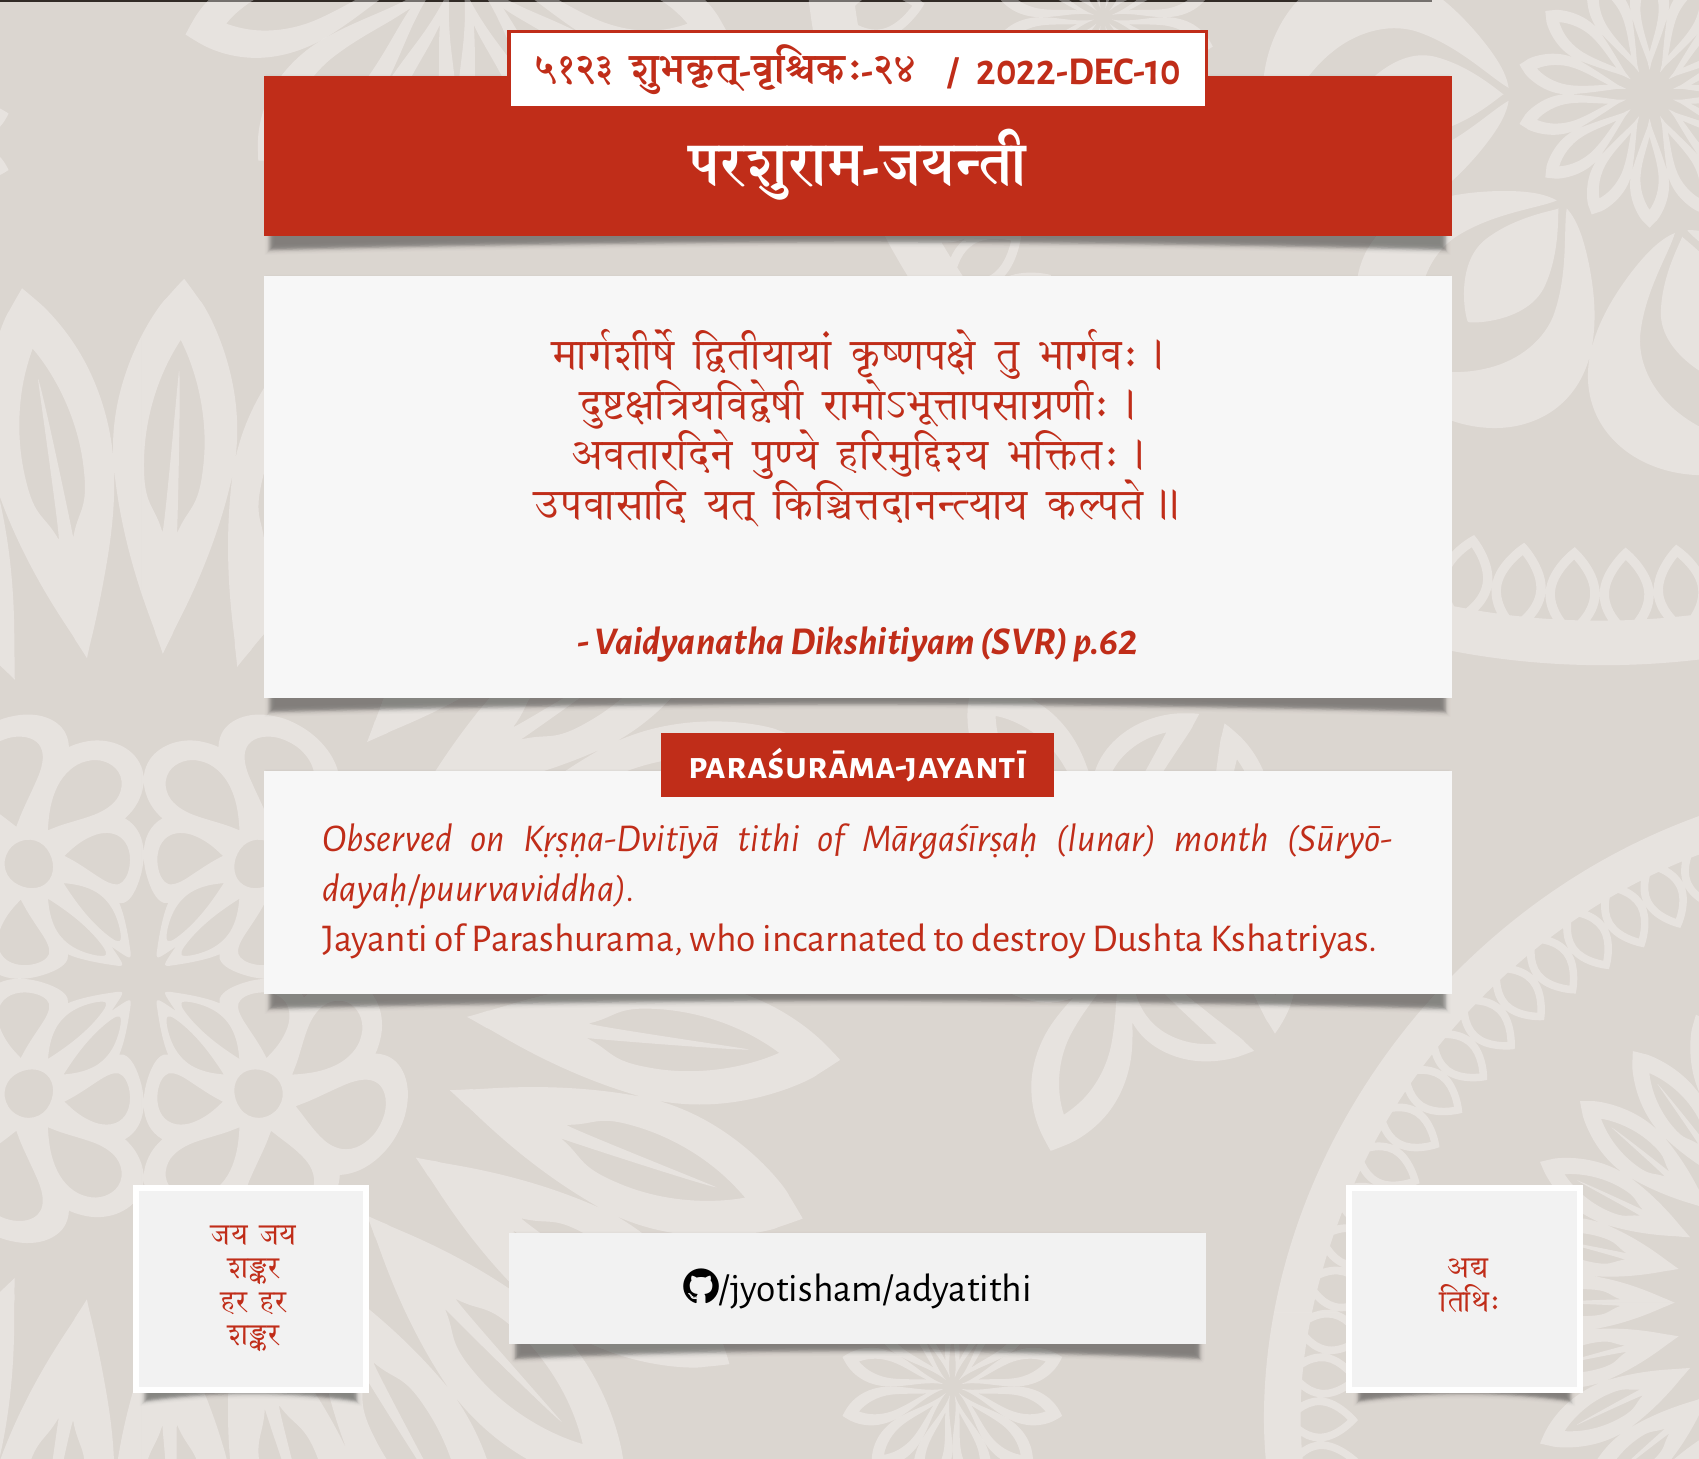 ५१२३ शुभकृत्-वृश्चिकः-२४ / 2022-DEC-10
परशुराम-जयन्ती
मार्गशीर्षे द्वितीयायां कृष्णपक्षे तु भार्गवः ।
दुष्टक्षत्रियविद्वेषी रामोऽभूत्तापसाग्रणीः ।
अवतारदिने पुण्ये हरिमुद्दिश्य भक्तितः ।
उपवासादि यत् किञ्चित्तदानन्त्याय कल्पते ॥
- Vaidyanatha Dikshitiyam (SVR) p.62
PARAŚURĀMA-JAYANTĪ
Observed on Kṛṣṇa-Dvitīyā tithi of Mārgaśīrṣaḥ (lunar) month (Sūryō-
dayaḥ/puurvaviddha).
Jayanti of Parashurama, who incarnated to destroy Dushta Kshatriyas.
जय जय
शङ्कर
हर हर
शङ्कर
/jyotisham/adyatithi
अद्य
तिथिः